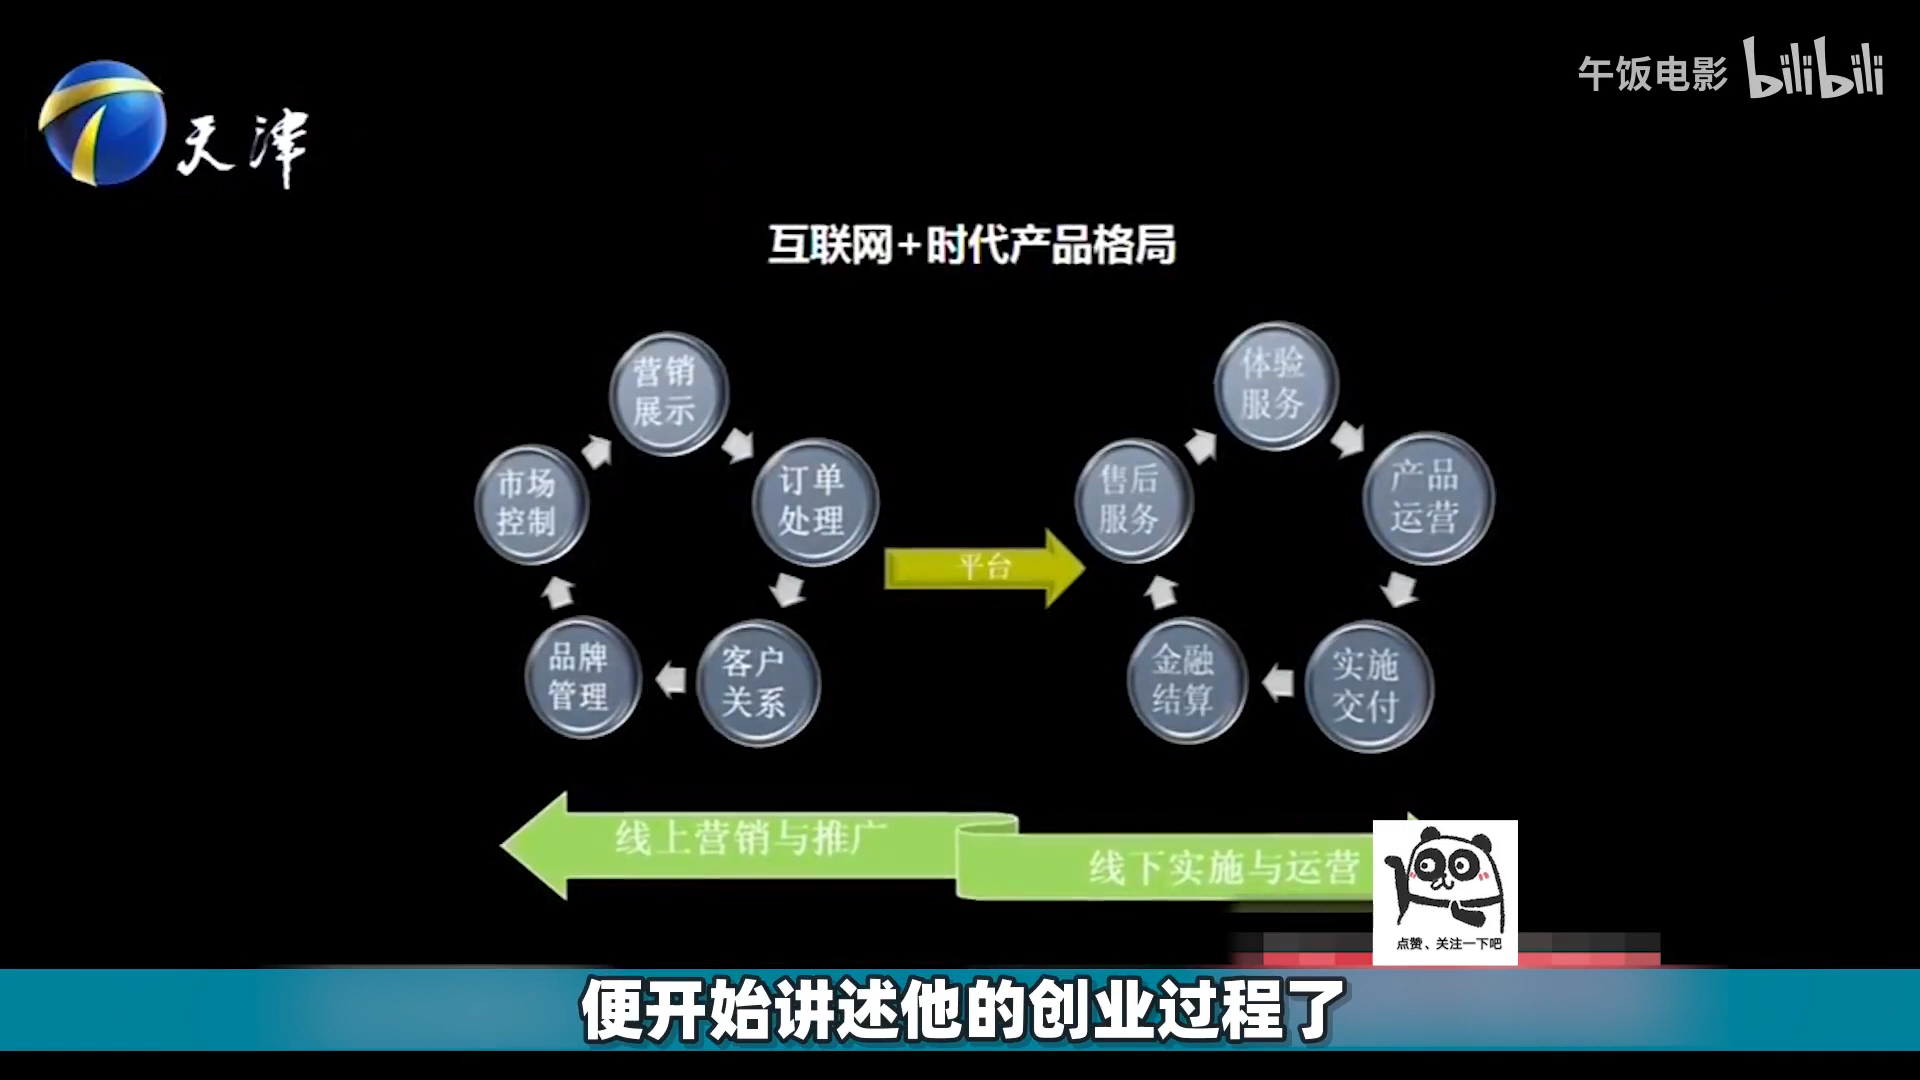 午饭电影 bilibili
天津
互联网+时代产品格局
营销
展示
订单
处理
客户
关系
品牌
管理
市场
控制
平台
体验
服务
产品
运营
实施
交付
金融
结算
售后
服务
线上营销与推广
线下实施与运营
点赞、关注一下吧
便开始讲述他的创业过程了